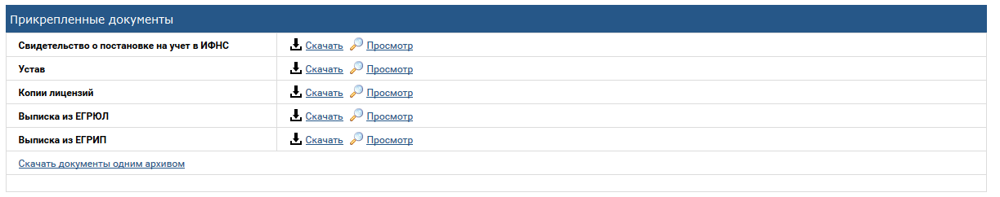 Прикрепленные документы
Свидетельство о постановке на учет в ИФНС Скачать Просмотр
Устав Скачать Просмотр
Копии лицензий Скачать Просмотр
Выписка из ЕГРЮЛ Скачать Просмотр
Выписка из ЕГРИП Скачать Просмотр
Скачать документы одним архивом